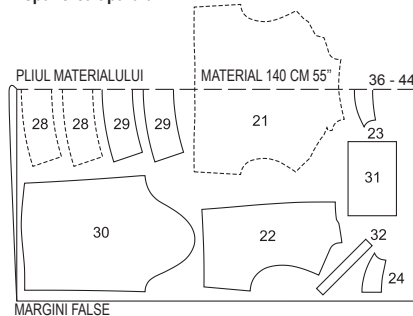 PLIUL MATERIALULUI MATERIAL 140 CM 55” 36 - 44
28 28 29 29 21 23
31
30 22 32
24
MARGINI FALSE